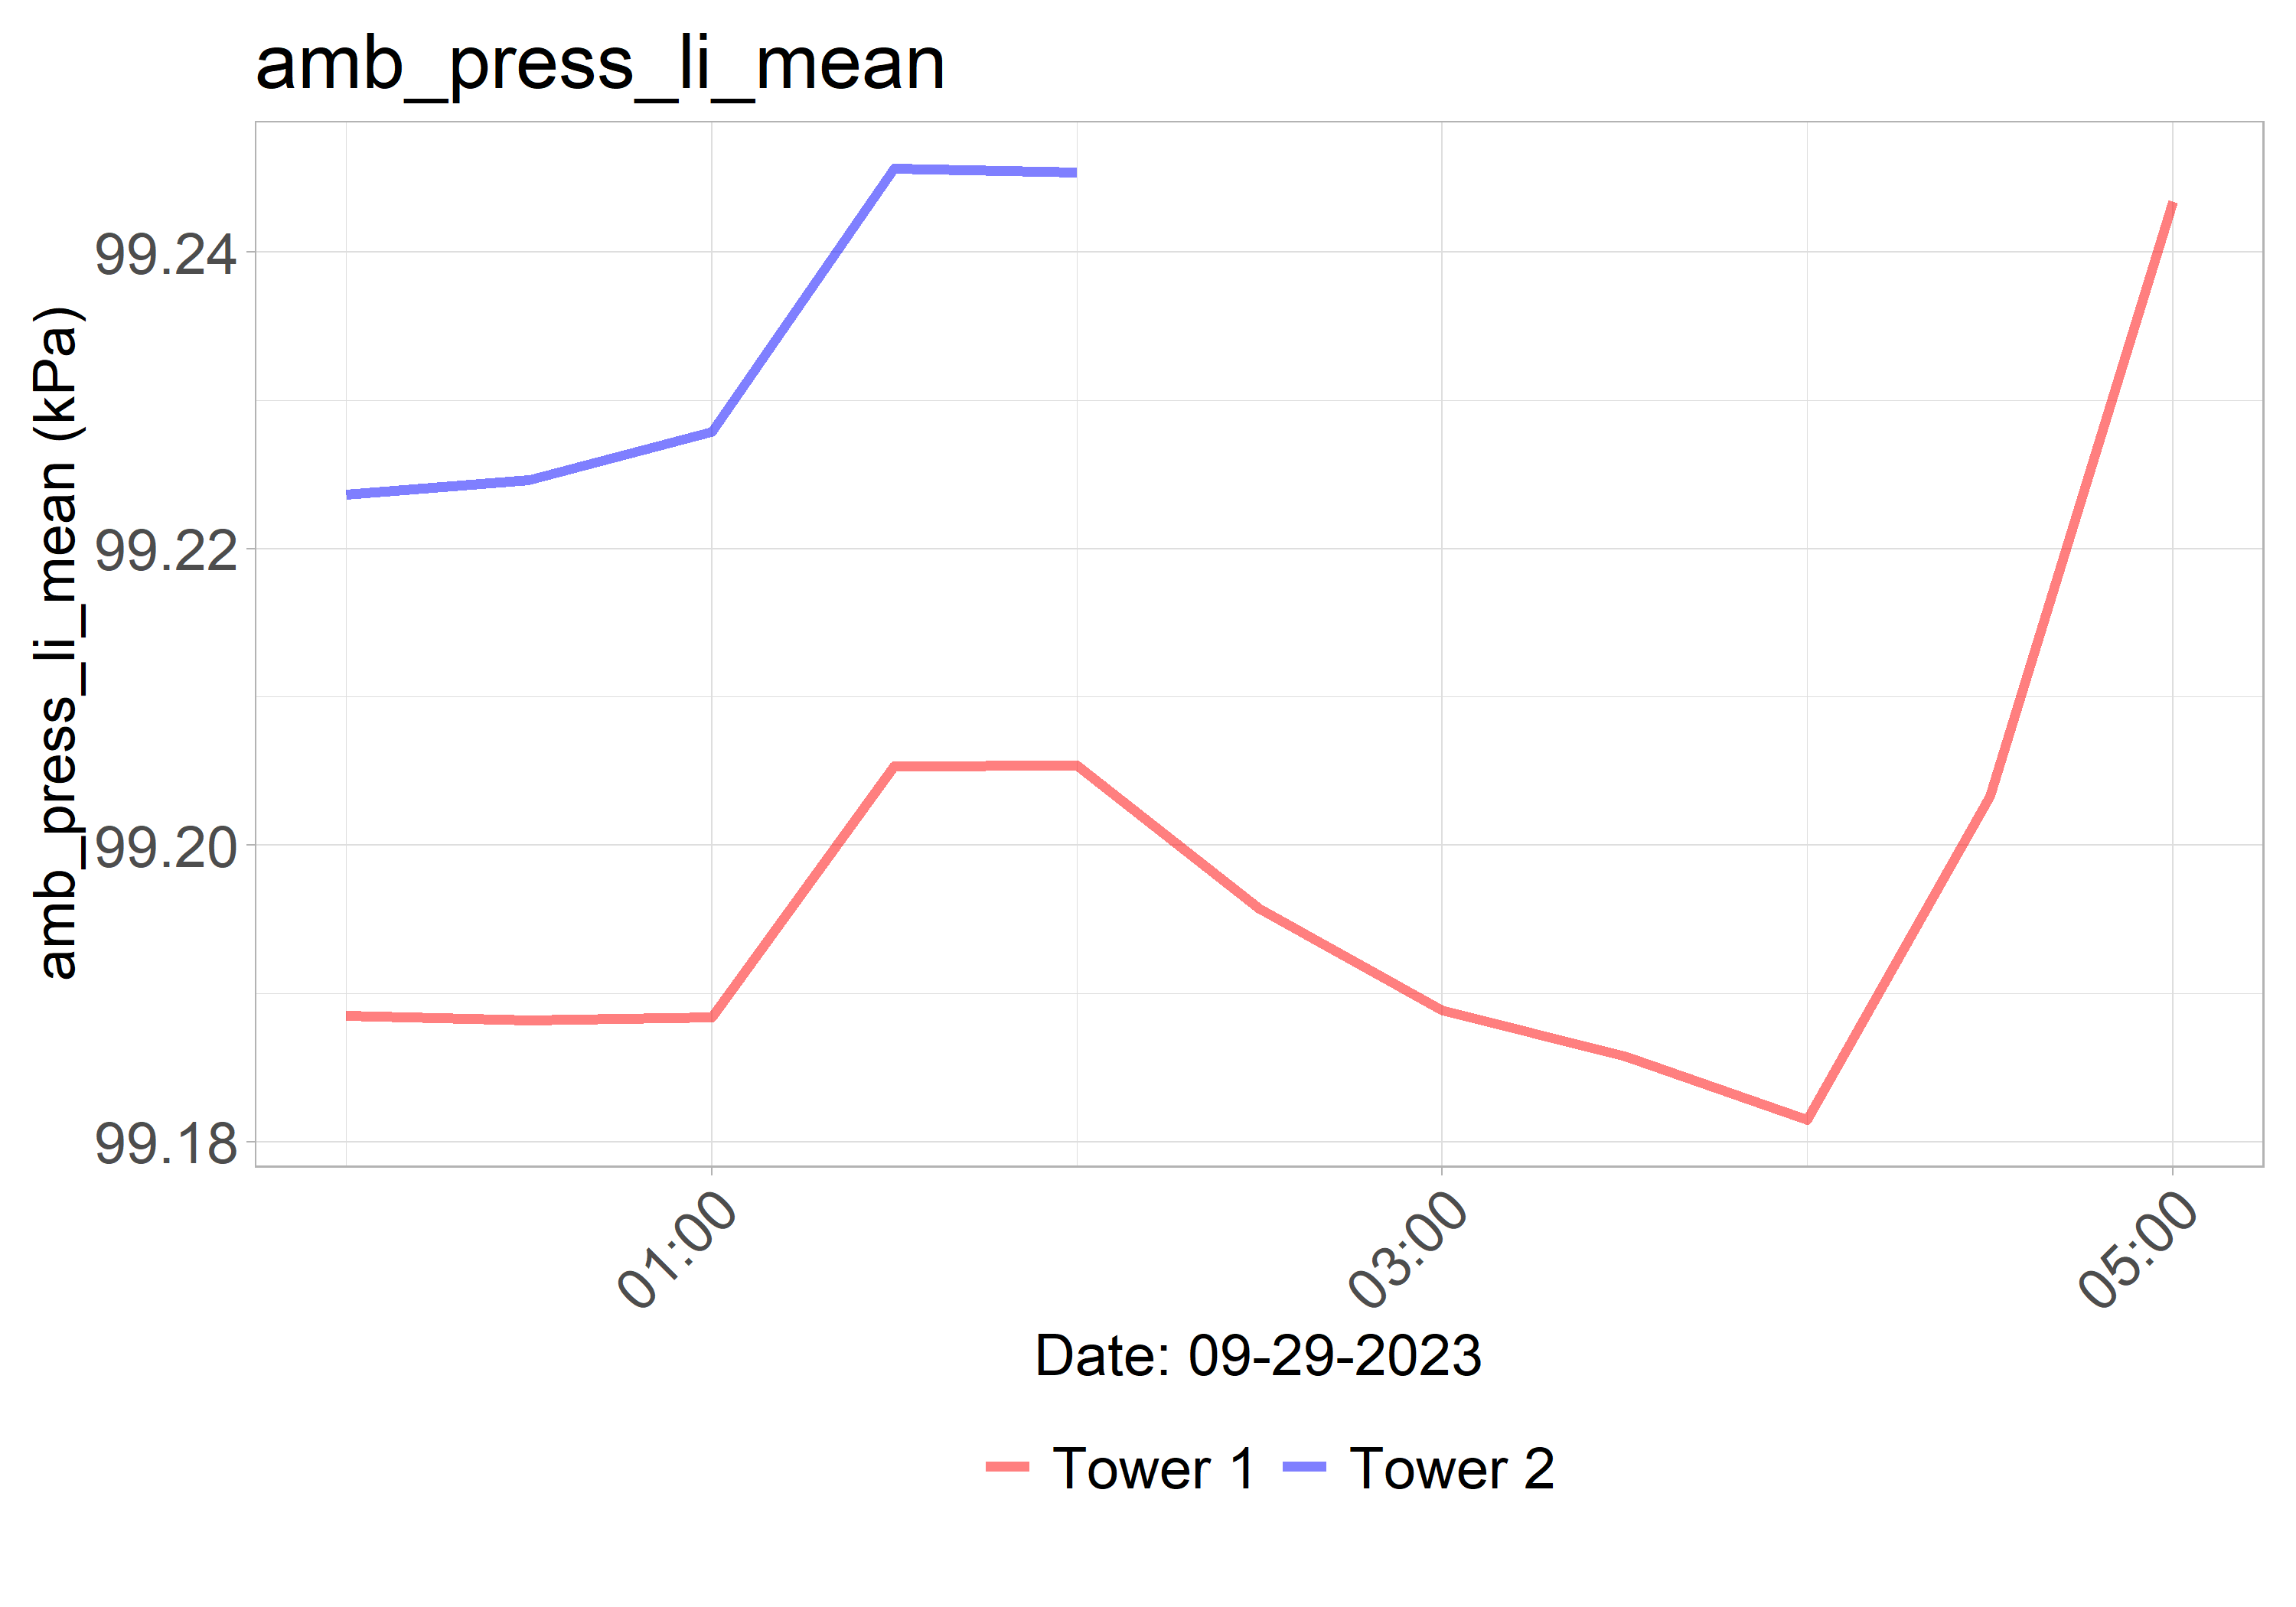 amb_press_li_mean
amb_press_li_mean (kPa)
99.24
99.22
99.20
99.18
01:00
03:00
05:00
Date: 09-29-2023
Tower 1
Tower 2